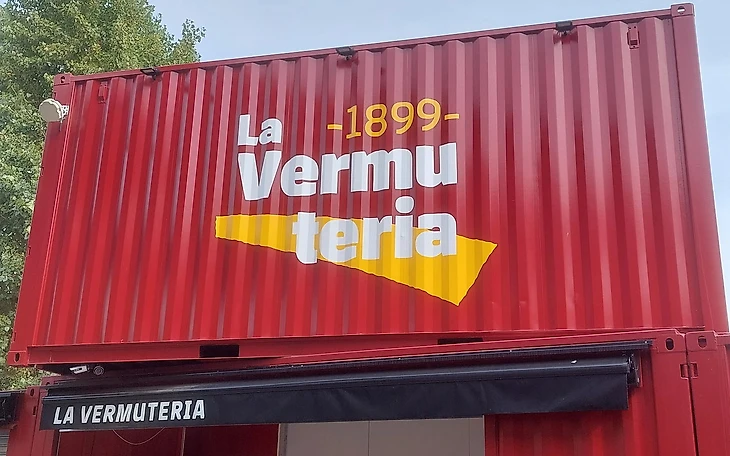 -1899-
La
Vermu
teria
LA VERMUTERIA